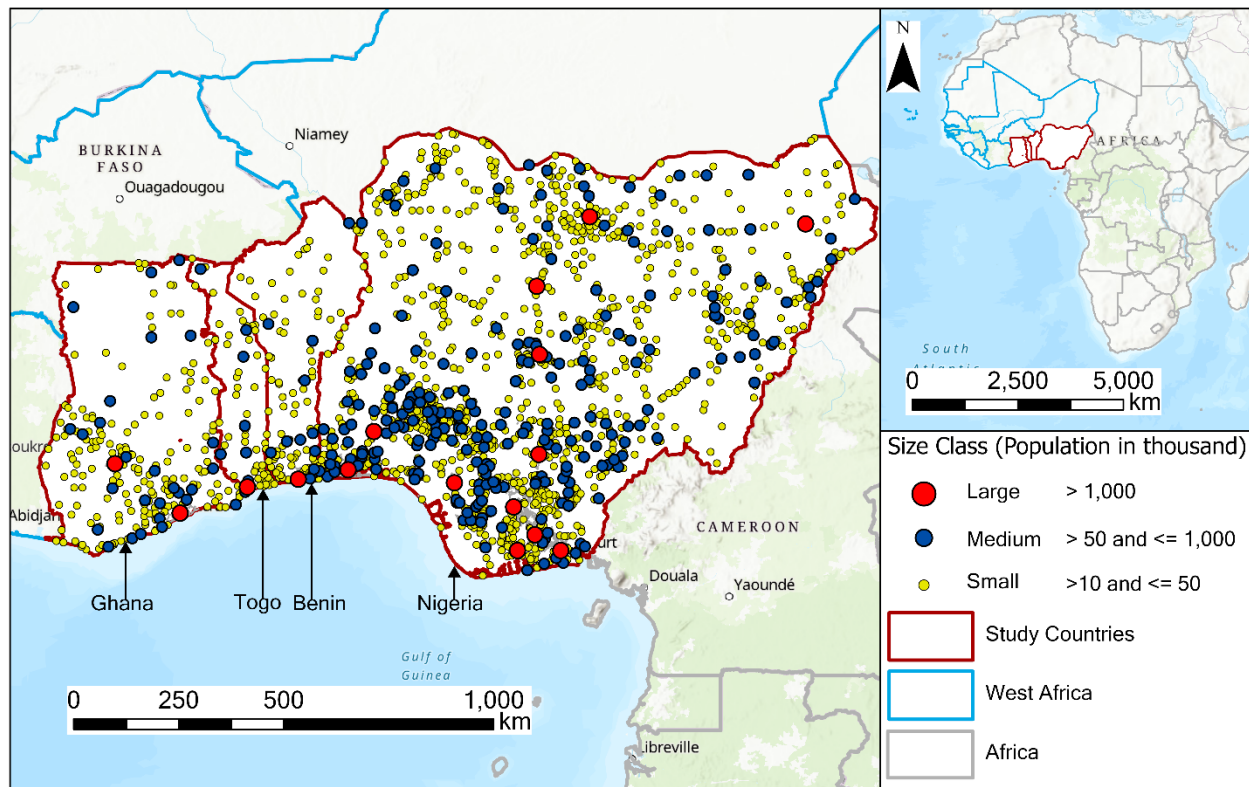 Niamey
BURKINA
FASO
Ouagadougou
Abidjan
Ghana
Togo
Benin
Nigeria
CAMEROON
Douala
Yaoundé
Gulf of
Guinea
0 250 500 1,000
km
N
AFRICA
South
0 2,500 5,000
km
Size Class (Population in thousand)
Large > 1,000
Medium > 50 and <= 1,000
Small >10 and <= 50
Study Countries
West Africa
Africa